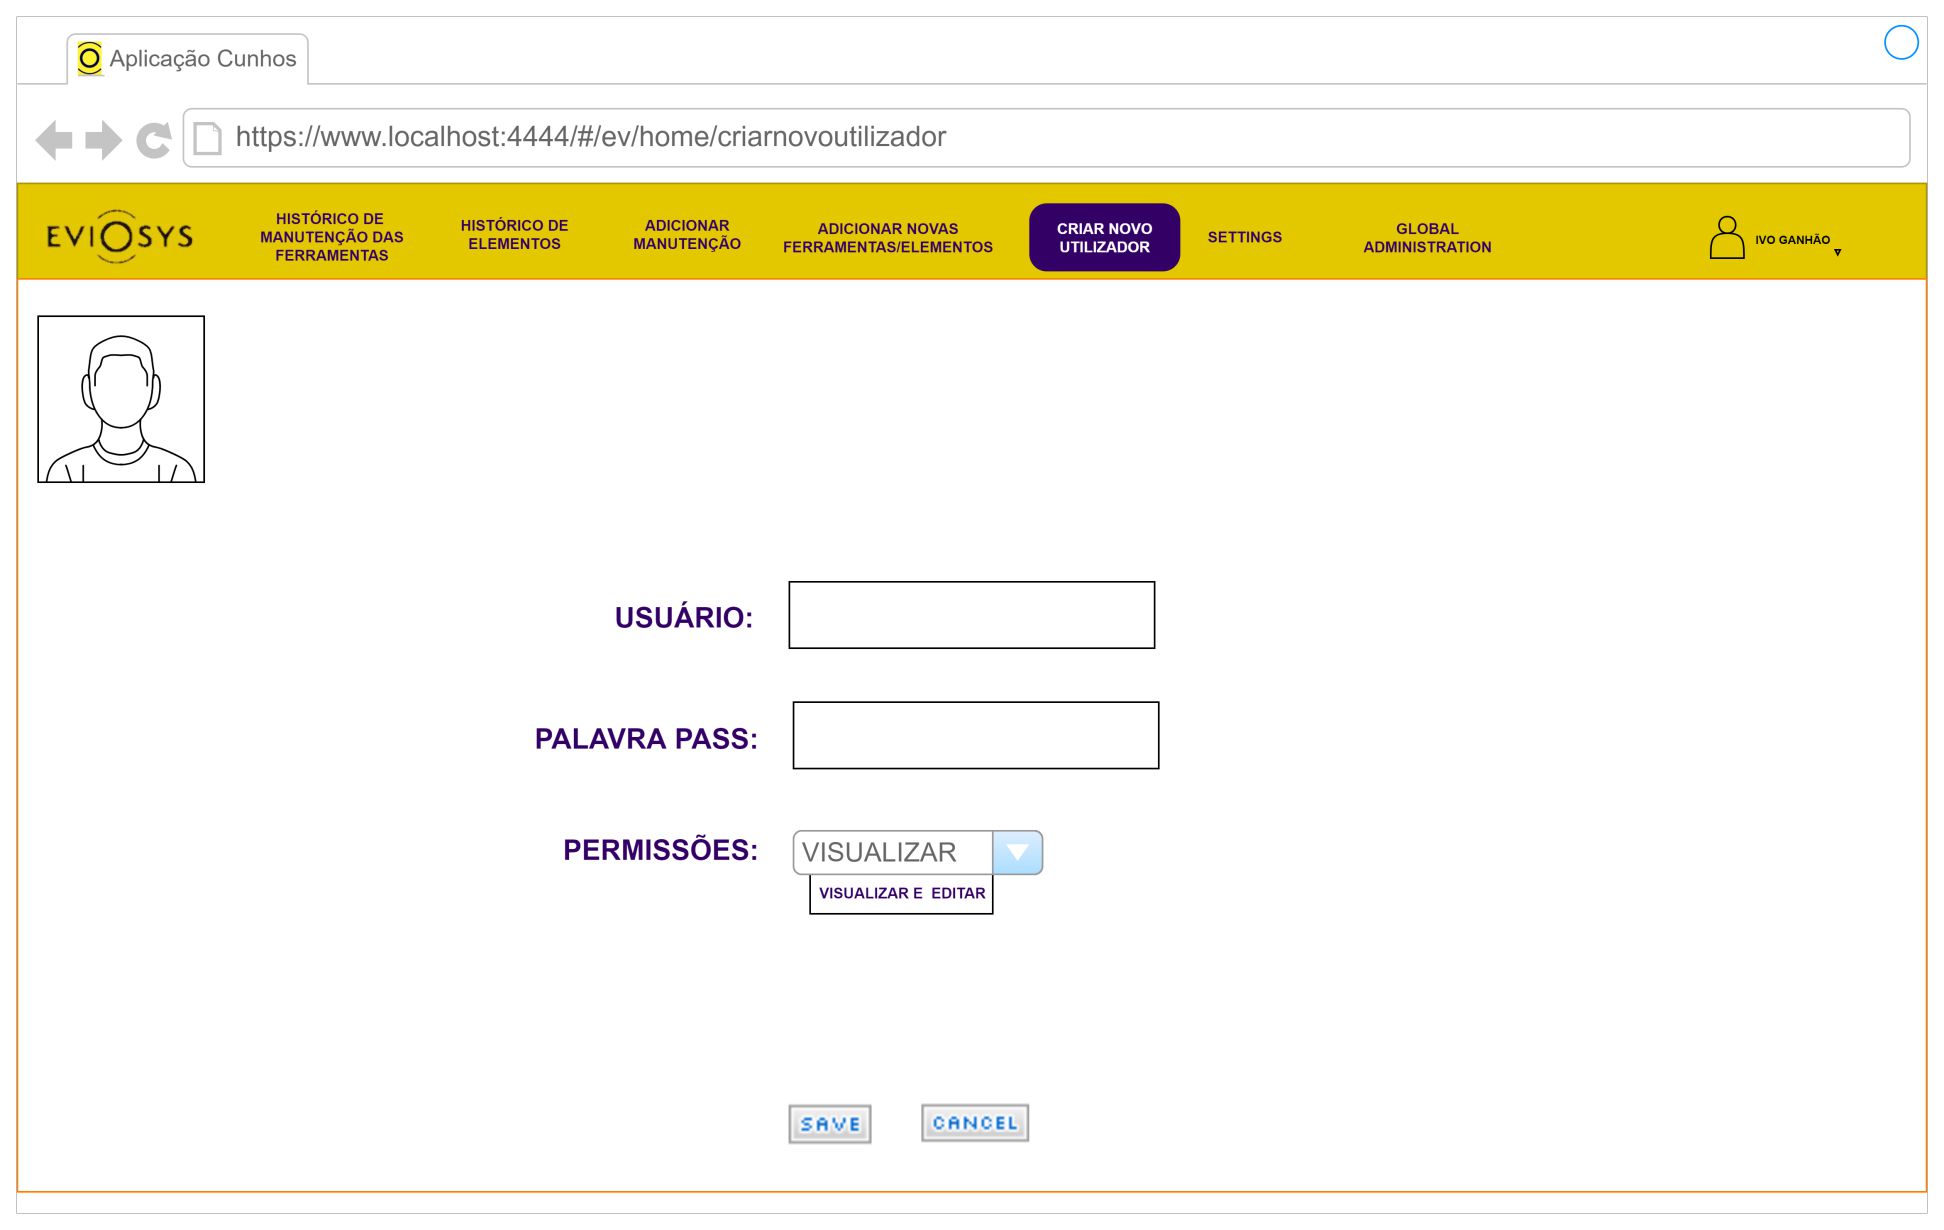 Aplicação Cunhos
https://www.localhost:4444/#/ev/home/criarnovoutilizador
EVIOSYS
HISTÓRICO DE
MANUTENÇÃO DAS
FERRAMENTAS
HISTÓRICO DE
ELEMENTOS
ADICIONAR
MANUTENÇÃO
ADICIONAR NOVAS
FERRAMENTAS/ELEMENTOS
CRIAR NOVO
UTILIZADOR
SETTINGS
GLOBAL
ADMINISTRATION
IVO GANHÃO
USUÁRIO:
PALAVRA PASS:
PERMISSÕES:
VISUALIZAR
VISUALIZAR E  EDITAR
SAVE
CANCEL